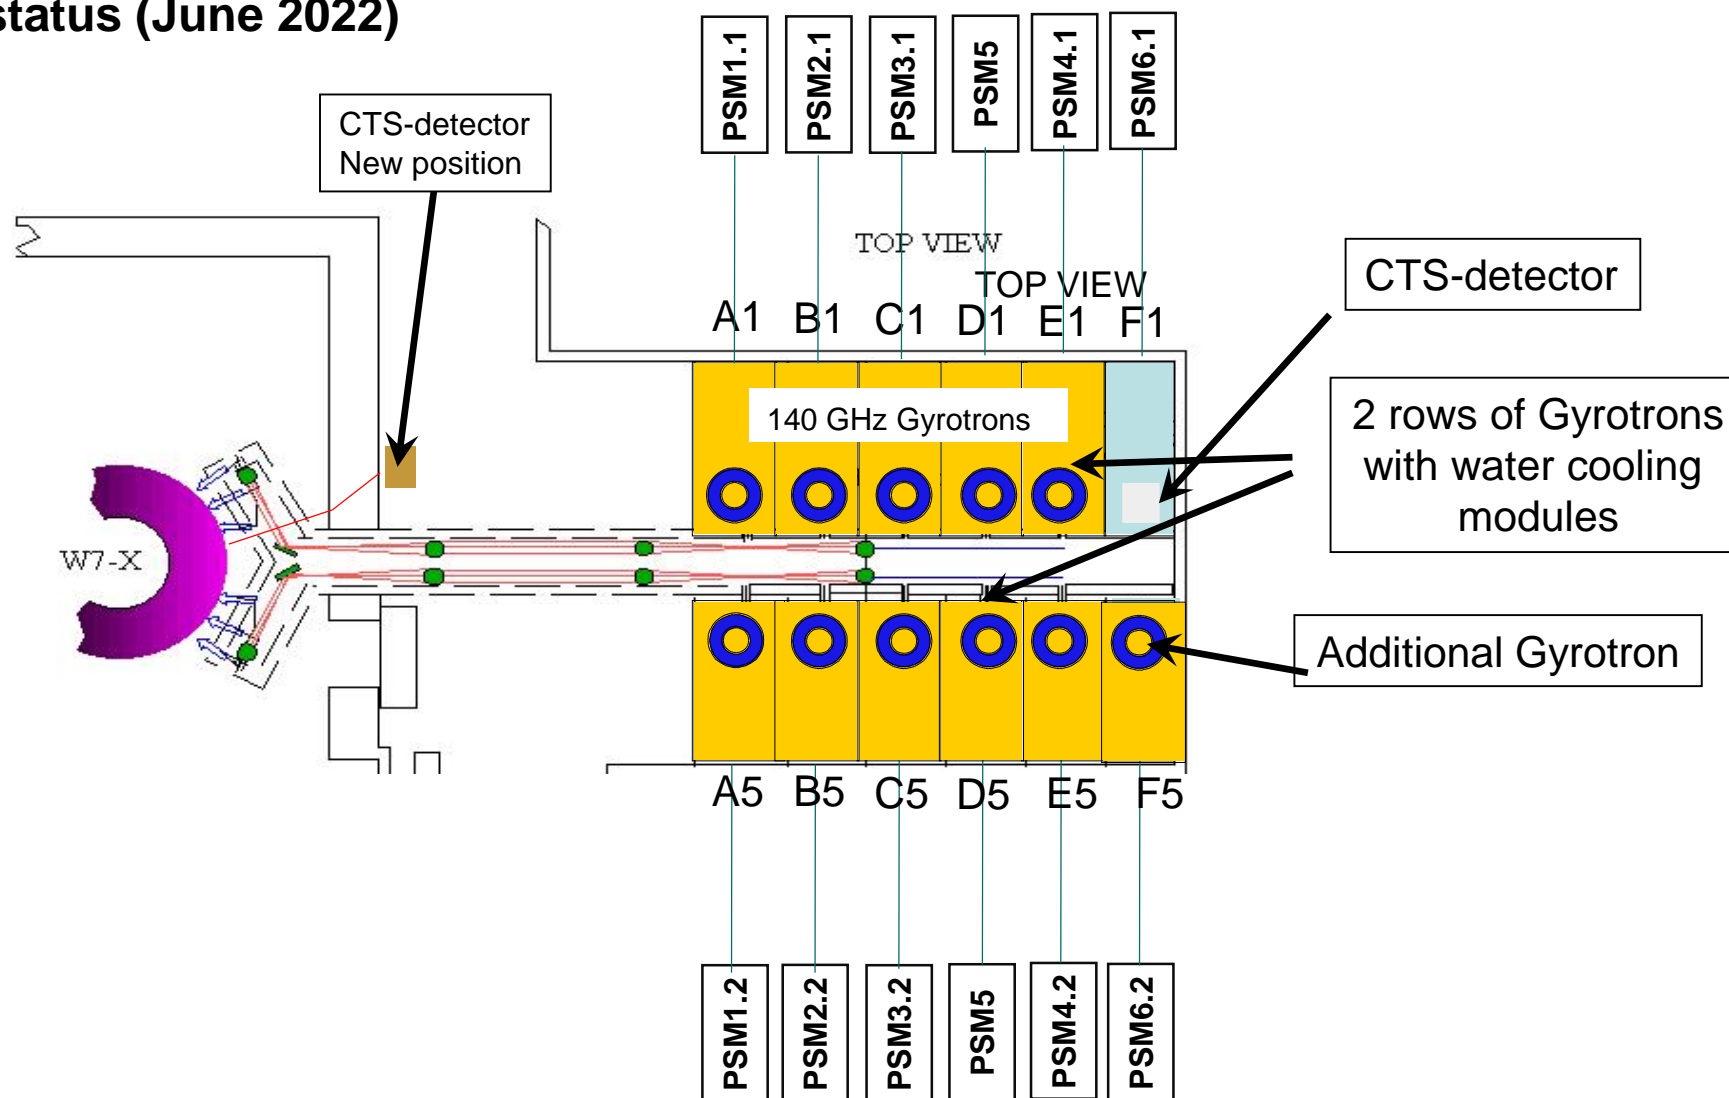 status (June 2022)
PSM1.1
PSM2.1
PSM3.1
PSM5
PSM4.1
PSM6.1
CTS-detector
New position
TOP VIEW
TOP VIEW
CTS-detector
A1
B1
C1
D1
E1
F1
140 GHz Gyrotrons
2 rows of Gyrotrons
with water cooling
modules
W7-X
Additional Gyrotron
A5
B5
C5
D5
E5
F5
PSM1.2
PSM2.2
PSM3.2
PSM5
PSM4.2
PSM6.2